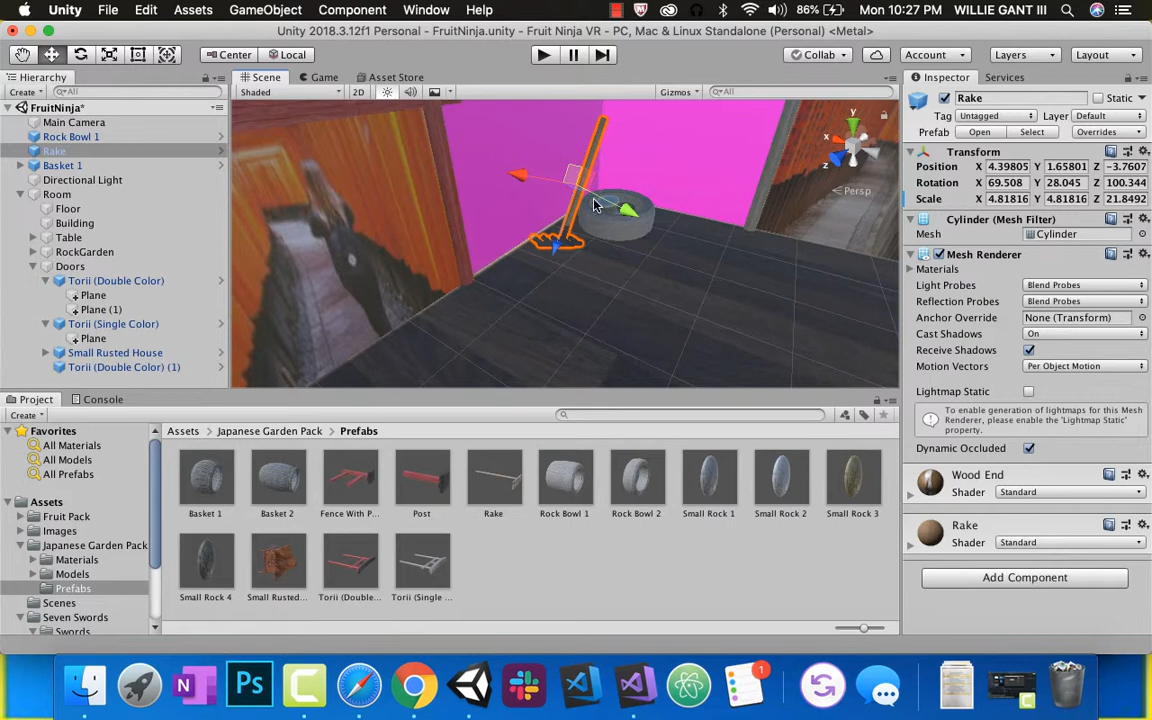 Unity File Edit Assets GameObject Component Window Help 86% Mon 10:27 PM WILLIE GANT III
Unity 2018.3.12f1 Personal - FruitNinja.unity - Fruit Ninja VR - PC, Mac & Linux Standalone (Personal) <Metal>
Center Local Collab Account Layers Layout
Hierarchy
Create All
FruitNinja*
Main Camera
Rock Bowl 1
Rake
Basket 1
Directional Light
Room
Floor
Building
Table
RockGarden
Doors
Torii (Double Color)
Plane
Plane (1)
Torii (Single Color)
Plane
Small Rusted House
Torii (Double Color) (1)
Scene Game Asset Store
Shaded 2D Gizmos All
y
x
z
Persp
Inspector Services
Rake Static
Tag Untagged Layer Default
Prefab Open Select Overrides
Transform
Position X 4.39805 Y 1.65801 Z -3.7607
Rotation X 69.508 Y 28.045 Z 100.344
Scale X 4.81816 Y 4.81816 Z 21.8492
Cylinder (Mesh Filter)
Mesh Cylinder
Mesh Renderer
Materials
Light Probes Blend Probes
Reflection Probes Blend Probes
Anchor Override None (Transform)
Cast Shadows On
Receive Shadows
Motion Vectors Per Object Motion
Lightmap Static
To enable generation of lightmaps for this Mesh
Renderer, please enable the 'Lightmap Static'
property.
Dynamic Occluded
Wood End
Shader Standard
Rake
Shader Standard
Add Component
Project Console
Create
Favorites
All Materials
All Models
All Prefabs
Assets
Fruit Pack
Images
Japanese Garden Pack
Materials
Models
Prefabs
Scenes
Seven Swords
Swords
Assets Japanese Garden Pack Prefabs
Basket 1 Basket 2 Fence With P... Post Rake Rock Bowl 1 Rock Bowl 2 Small Rock 1 Small Rock 2 Small Rock 3
Small Rock 4 Small Rusted... Torii (Double... Torii (Single ...
N Ps C 1